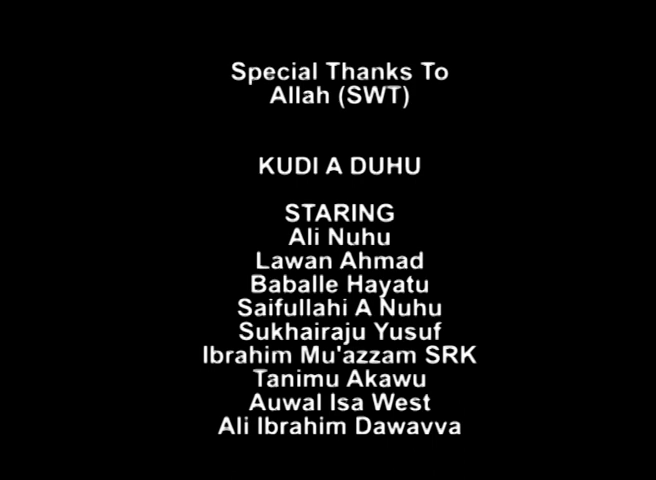 Special Thanks To
Allah (SWT)
KUDI A DUHU
STARING
Ali Nuhu
Lawan Ahmad
Baballe Hayatu
Saifullahi A Nuhu
Sukhairaju Yusuf
Ibrahim Mu'azzam SRK
Tanimu Akawu
Auwal Isa West
Ali Ibrahim Dawavva